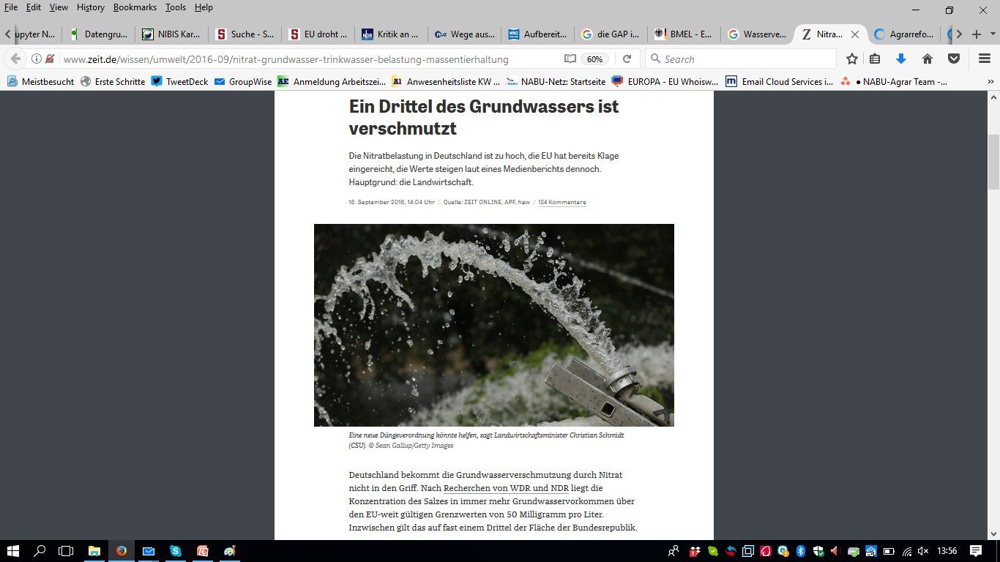 File Edit View History Bookmarks Tools Help
upyter N... Datengru... NIBIS Kar... Suche - S... EU droht ... Kritik an ... Wege aus... Aufbereit... die GAP i... BMEL - E... Wasserve... Nitra... Agrarrefo...
www.zeit.de/wissen/umwelt/2016-09/nitrat-grundwasser-trinkwasser-belastung-massentierhaltung 60% Search
Meistbesucht Erste Schritte TweetDeck GroupWise Anmeldung Arbeitszei... Anwesenheitsliste KW ... NABU-Netz: Startseite EUROPA - EU Whoisw... Email Cloud Services i... ● NABU-Agrar Team -...
Ein Drittel des Grundwassers ist
verschmutzt
Die Nitratbelastung in Deutschland ist zu hoch, die EU hat bereits Klage
eingereicht, die Werte steigen laut eines Medienberichts dennoch.
Hauptgrund: die Landwirtschaft.
16. September 2016, 14:04 Uhr / Quelle: ZEIT ONLINE, APF, haw / 124 Kommentare
Eine neue Düngeverordnung könnte helfen, sagt Landwirtschaftsminister Christian Schmidt
(CSU). © Sean Gallup/Getty Images
Deutschland bekommt die Grundwasserverschmutzung durch Nitrat
nicht in den Griff. Nach Recherchen von WDR und NDR liegt die
Konzentration des Salzes in immer mehr Grundwasservorkommen über
den EU-weit gültigen Grenzwerten von 50 Milligramm pro Liter.
Inzwischen gilt das auf fast einem Drittel der Fläche der Bundesrepublik.
13:56